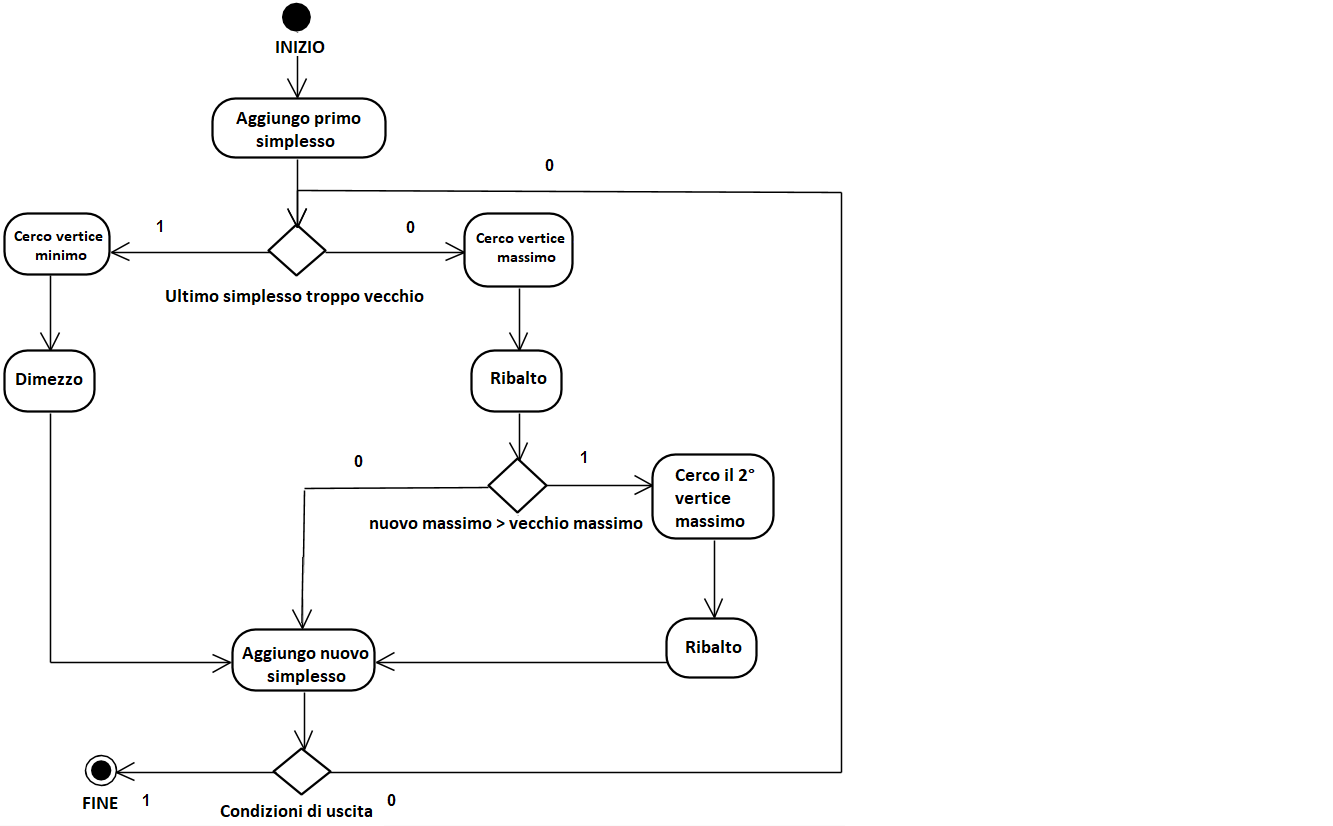 INIZIO
Aggiungo primo
simplesso
0
1
0
Cerco vertice
minimo
Cerco vertice
massimo
Ultimo simplesso troppo vecchio
Dimezzo
Ribalto
0
1
Cerco il 2°
vertice
massimo
nuovo massimo > vecchio massimo
Aggiungo nuovo
simplesso
Ribalto
FINE
1
Condizioni di uscita
0